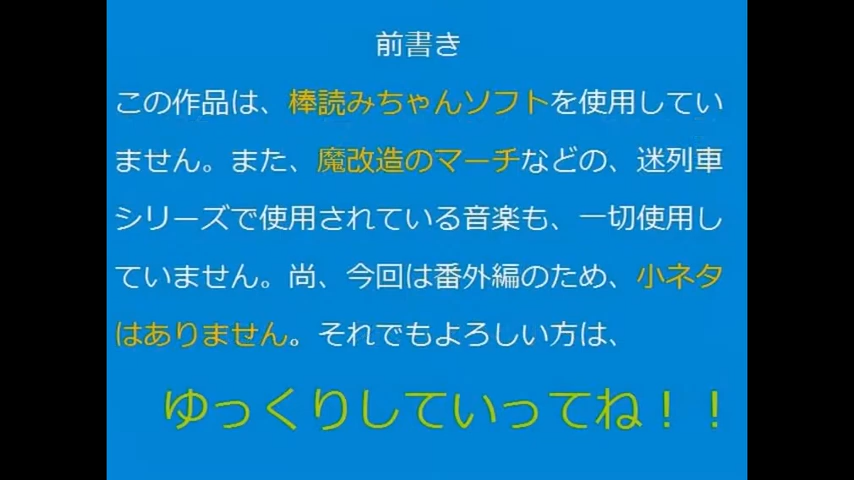 前書き
この作品は、棒読みちゃんソフトを使用してい
ません。また、魔改造のマーチなどの、迷列車
シリーズで使用されている音楽も、一切使用し
ていません。尚、今回は番外編のため、小ネタ
はありません。それでもよろしい方は、
ゆっくりしていってね！！